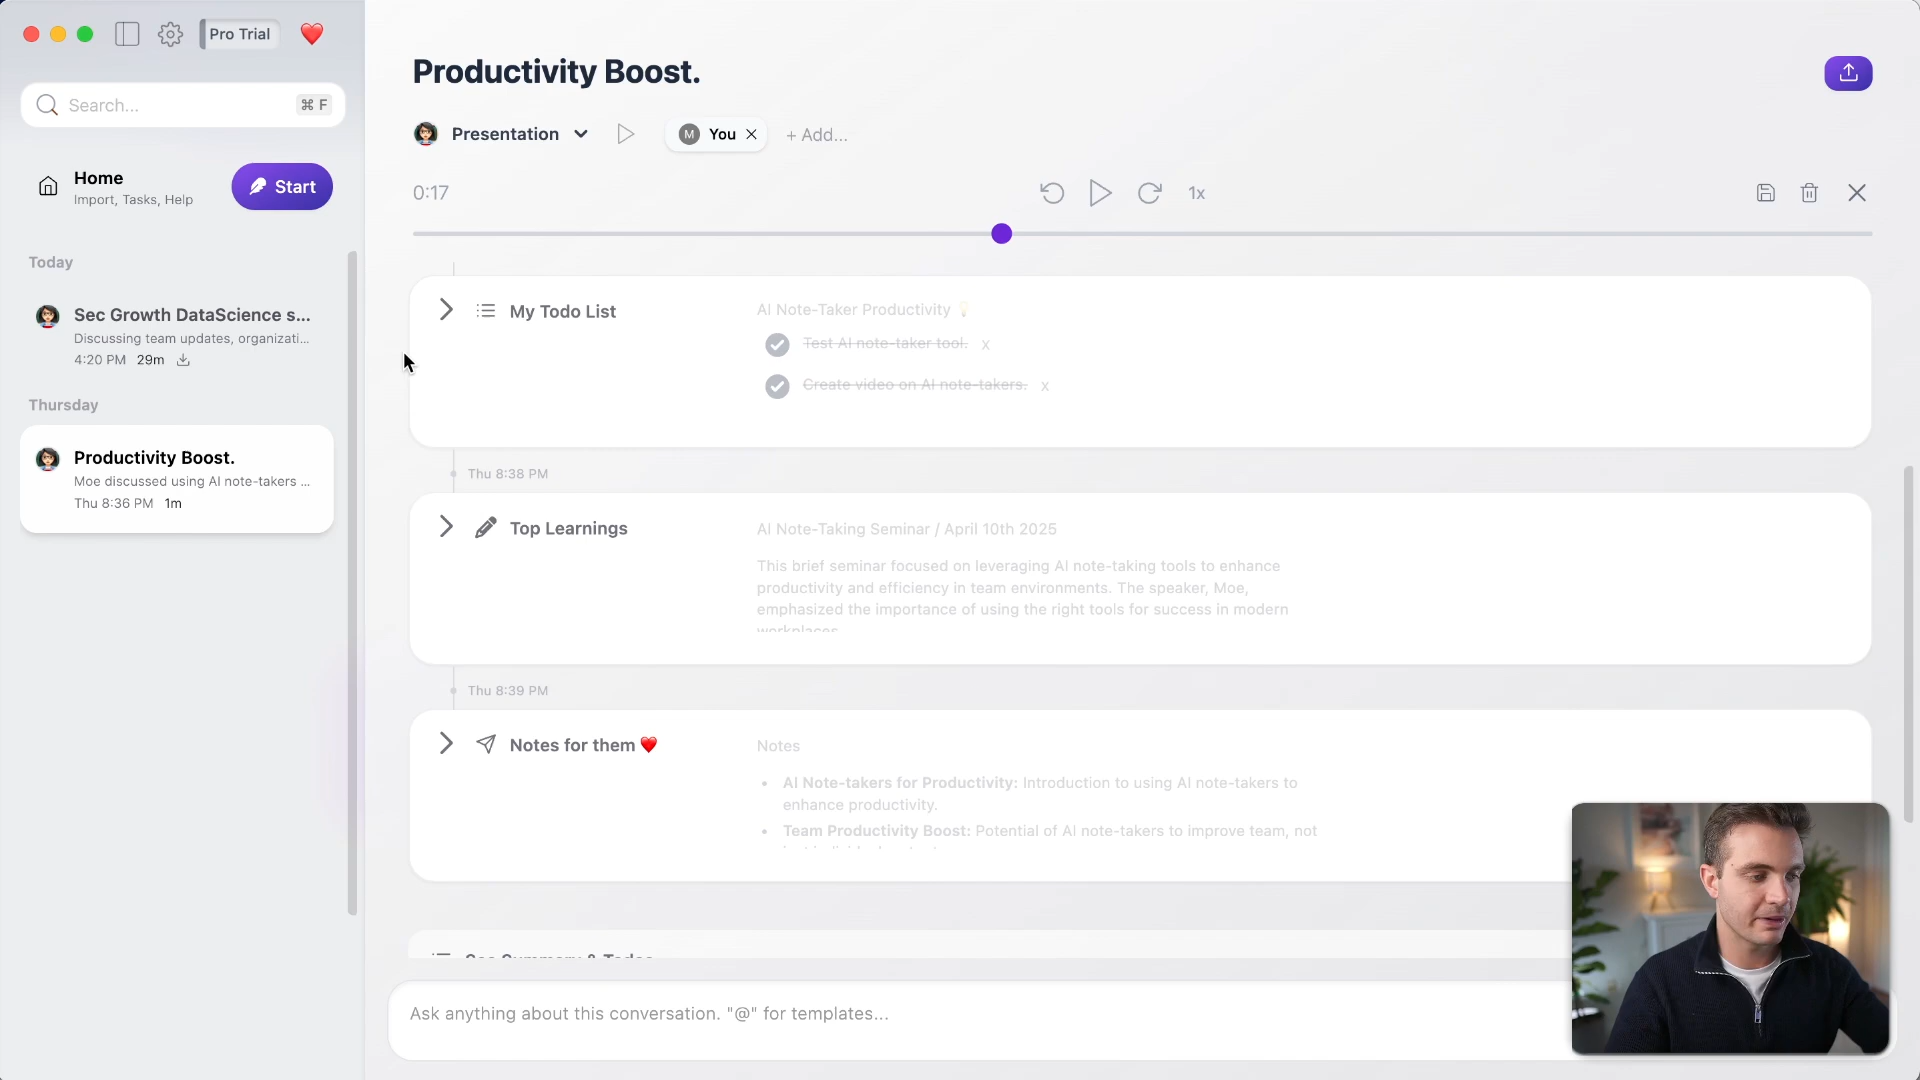 Pro Trial
Search...
⌘ F
Home
Import, Tasks, Help
Start
Today
Sec Growth DataScience s...
Discussing team updates, organizati...
4:20 PM 29m
Thursday
Productivity Boost.
Moe discussed using AI note-takers ...
Thu 8:36 PM 1m
Productivity Boost.
Presentation
M You
+ Add...
0:17
1x
My Todo List
AI Note-Taker Productivity
Test AI note-taker tool. x
Create video on AI note-takers. x
Thu 8:38 PM
Top Learnings
AI Note-Taking Seminar / April 10th 2025
This brief seminar focused on leveraging AI note-taking tools to enhance
productivity and efficiency in team environments. The speaker, Moe,
emphasized the importance of using the right tools for success in modern
workplaces.
Thu 8:39 PM
Notes for them ❤️
Notes
• AI Note-takers for Productivity: Introduction to using AI note-takers to
enhance productivity.
• Team Productivity Boost: Potential of AI note-takers to improve team, not
Summary & Todos
Ask anything about this conversation. "@" for templates...